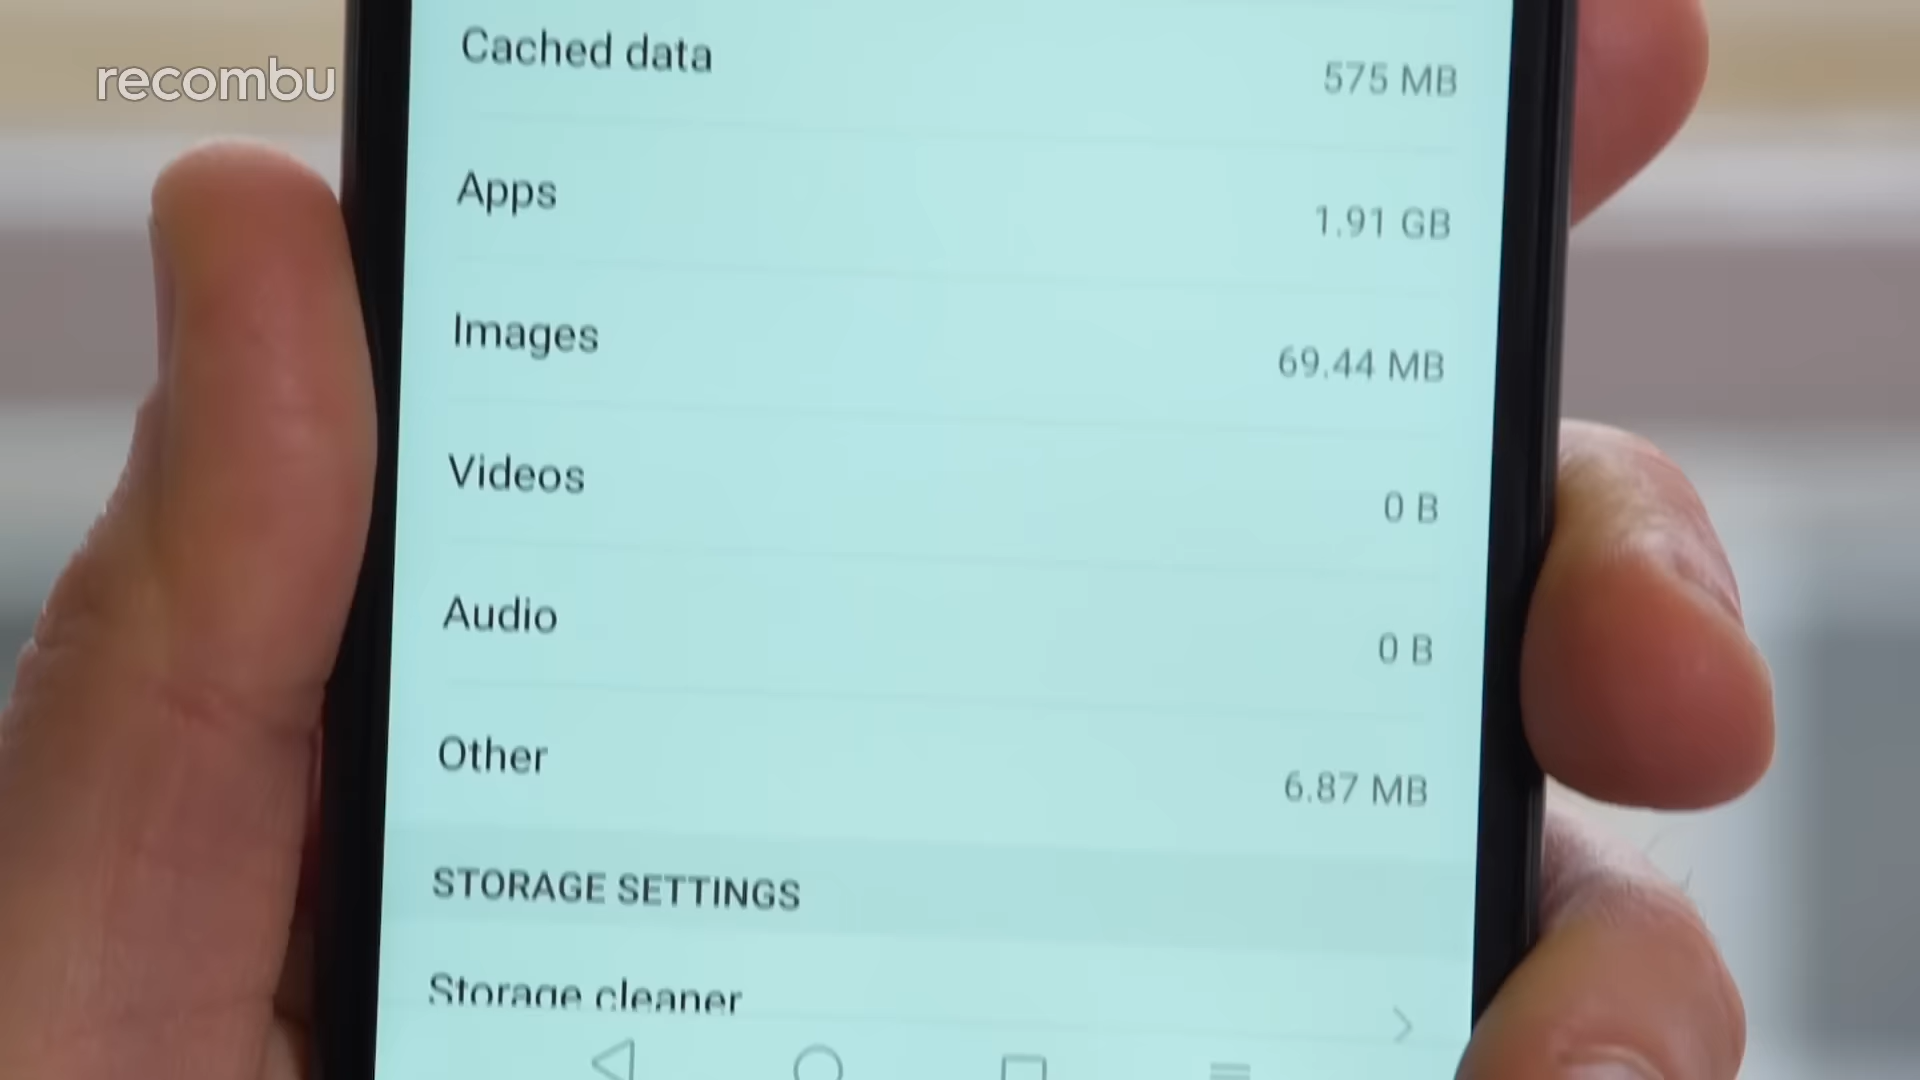 recombu
Cached data
575 MB
Apps
1.91 GB
Images
69.44 MB
Videos
0 B
Audio
0 B
Other
6.87 MB
STORAGE SETTINGS
Storage cleaner